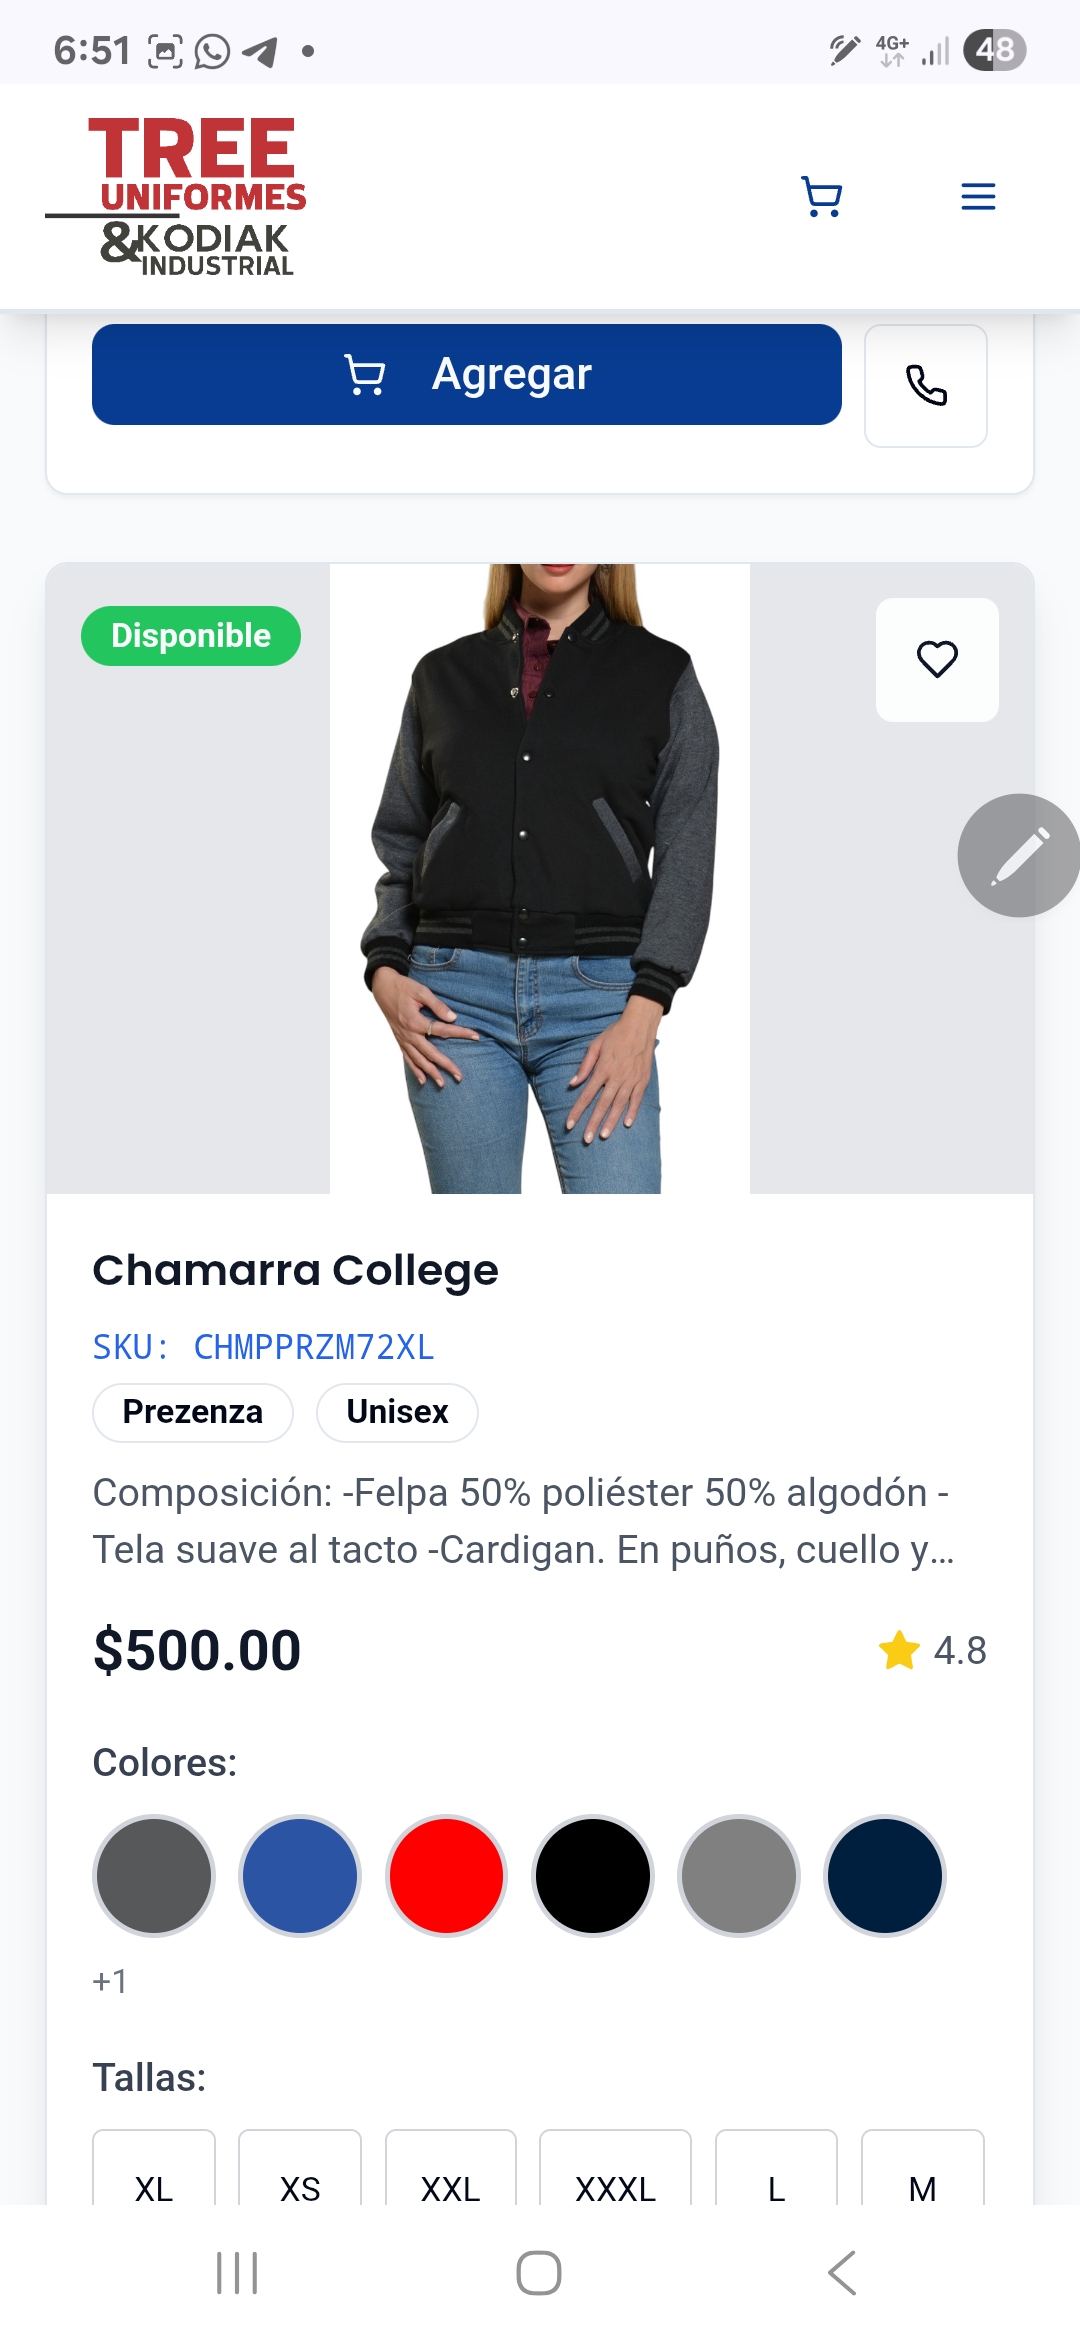 6:51
4G+
48
TREE
UNIFORMES
&KODIAK
INDUSTRIAL
Agregar
Disponible
Chamarra College
SKU: CHMPPRZM72XL
Prezenza Unisex
Composición: -Felpa 50% poliéster 50% algodón -
Tela suave al tacto -Cardigan. En puños, cuello y...
$500.00 4.8
Colores:
+1
Tallas:
XL XS XXL XXXL L M